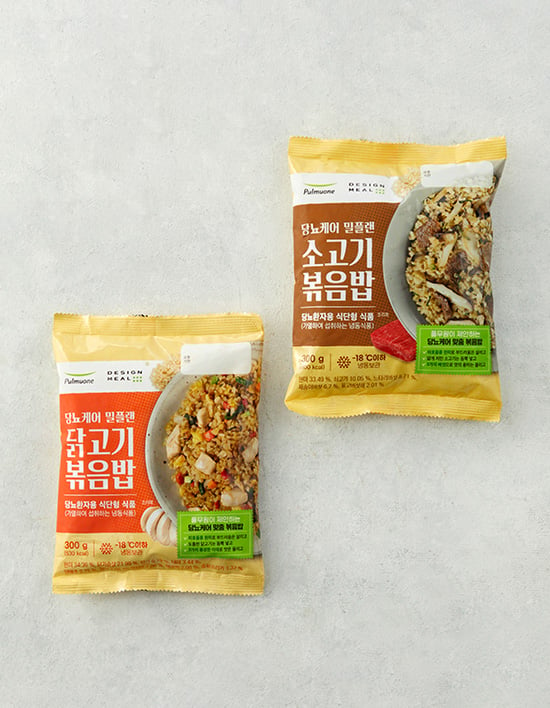 Pulmuone
DESIGN
MEAL
당뇨케어 밀플랜
소고기
볶음밥
조리예
당뇨환자용 식단형 식품
(가열하여 섭취하는 냉동식품)
300 g
-18 ℃이하
냉동보관
풀무원이 제안하는
당뇨케어 맞춤 볶음밥
Pulmuone
DESIGN
MEAL
당뇨케어 밀플랜
닭고기
볶음밥
조리예
당뇨환자용 식단형 식품
(가열하여 섭취하는 냉동식품)
300 g
-18 ℃이하
냉동보관
풀무원이 제안하는
당뇨케어 맞춤 볶음밥